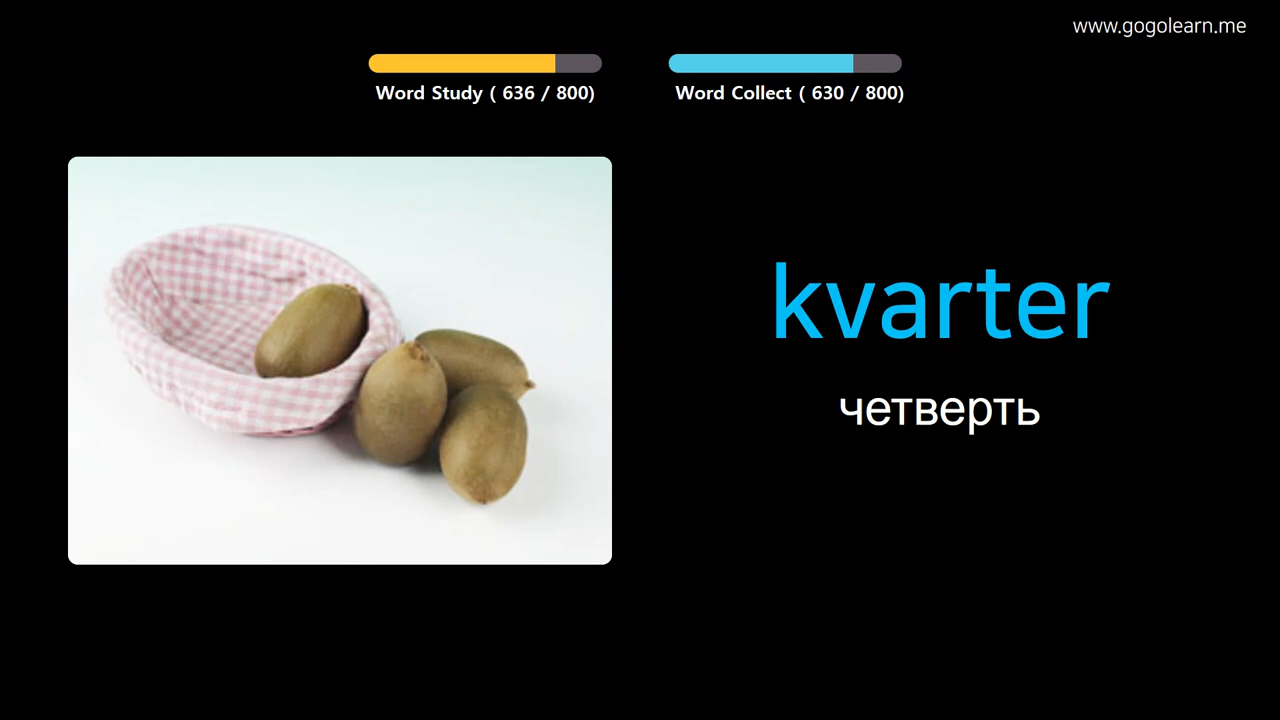 www.gogolearn.me
Word Study ( 636 / 800)
Word Collect ( 630 / 800)
kvarter
четверть